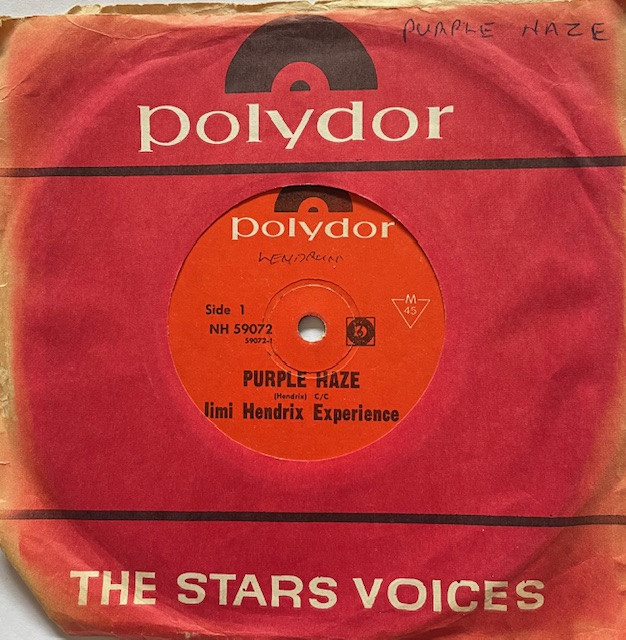 PURPLE HAZE
polydor
polydor
Side 1
NH 59072
59072-1
M
45
PURPLE HAZE
(Hendrix) C/C
Jimi Hendrix Experience
THE STARS VOICES